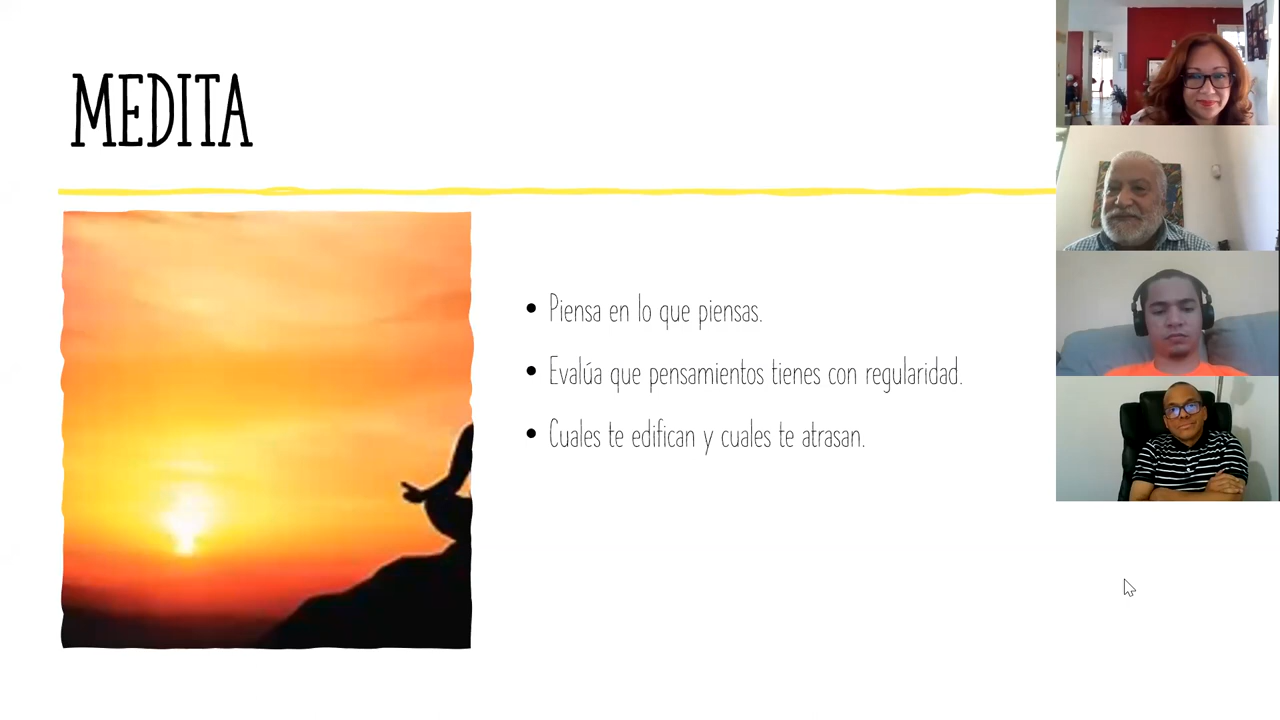 MEDITA
• Piensa en lo que piensas.
• Evalúa que pensamientos tienes con regularidad.
• Cuales te edifican y cuales te atrasan.